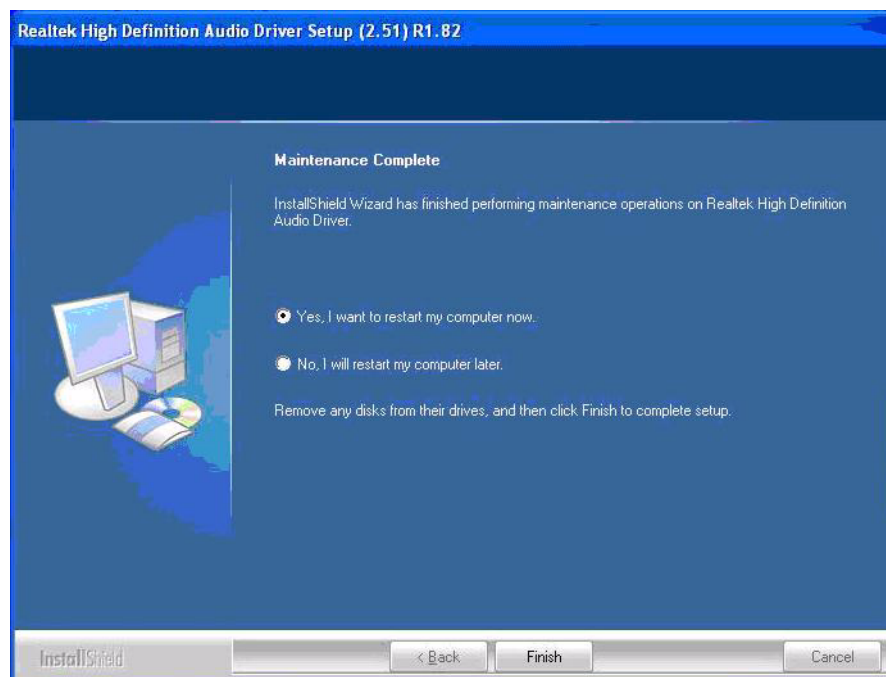 Realtek High Definition Audio Driver Setup (2.51) R1.82
Maintenance Complete
InstallShield Wizard has finished performing maintenance operations on Realtek High Definition
Audio Driver.
Yes, I want to restart my computer now.
No, I will restart my computer later.
Remove any disks from their drives, and then click Finish to complete setup.
InstallShield
< Back
Finish
Cancel